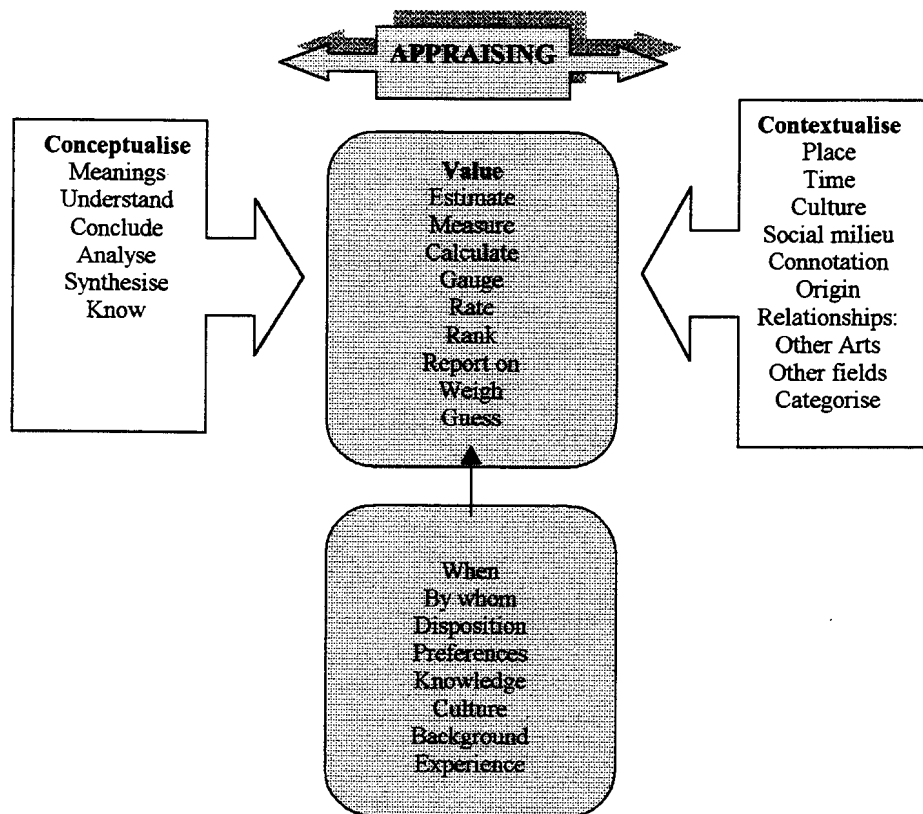 APPRAISING
Conceptualise
Meanings
Understand
Conclude
Analyse
Synthesise
Know
Value
Estimate
Measure
Calculate
Gauge
Rate
Rank
Report on
Weigh
Guess
Contextualise
Place
Time
Culture
Social milieu
Connotation
Origin
Relationships:
Other Arts
Other fields
Categorise
When
By whom
Disposition
Preferences
Knowledge
Culture
Background
Experience